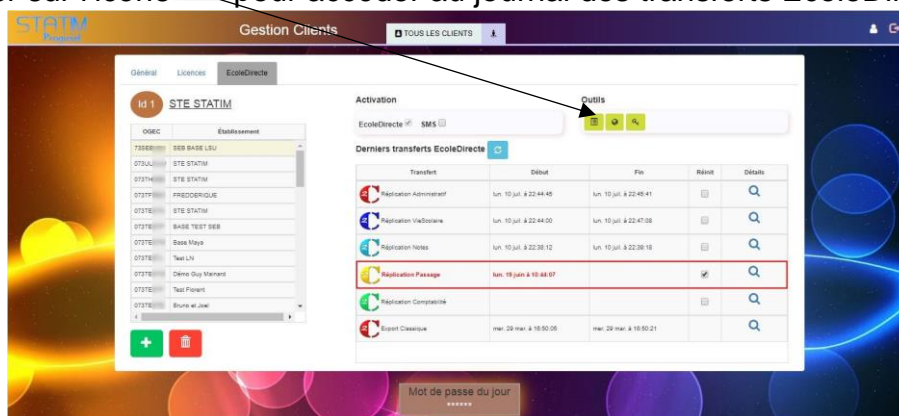 sur l'icône pour accéder au journal des transferts EcoleDi
STATIM
Progiciel
Gestion Clients
TOUS LES CLIENTS
Général Licences EcoleDirecte
Id 1 STE STATIM
OGEC Établissement
SEB BASE LSU
STE STATIM
STE STATIM
FREDDERIQUE
STE STATIM
BASE TEST SEB
Base Maya
Test LN
Démo Guy Mainard
Test Florent
Bruno et Joel
Activation
EcoleDirecte SMS
Outils
Derniers transferts EcoleDirecte
Transfert Début Fin Réinit Détails
Réplication Administratif lun. 10 juil. à 22:44:45 lun. 10 juil. à 22:45:41
Réplication VieScolaire lun. 10 juil. à 22:44:00 lun. 10 juil. à 22:47:08
Réplication Notes lun. 10 juil. à 22:38:12 lun. 10 juil. à 22:38:18
Réplication Passage lun. 19 juin à 10:44:07
Réplication Comptabilité
Export Classique mer. 29 mar. à 16:50:05 mer. 29 mar. à 16:50:21
Mot de passe du jour
******